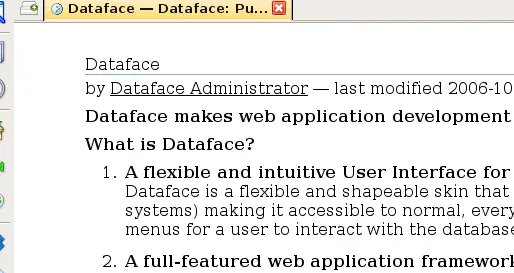 Dataface — Dataface: Pu...
Dataface
by Dataface Administrator — last modified 2006-10
Dataface makes web application development
What is Dataface?
1. A flexible and intuitive User Interface for
Dataface is a flexible and shapeable skin that
systems) making it accessible to normal, every
menus for a user to interact with the database
2. A full-featured web application framework